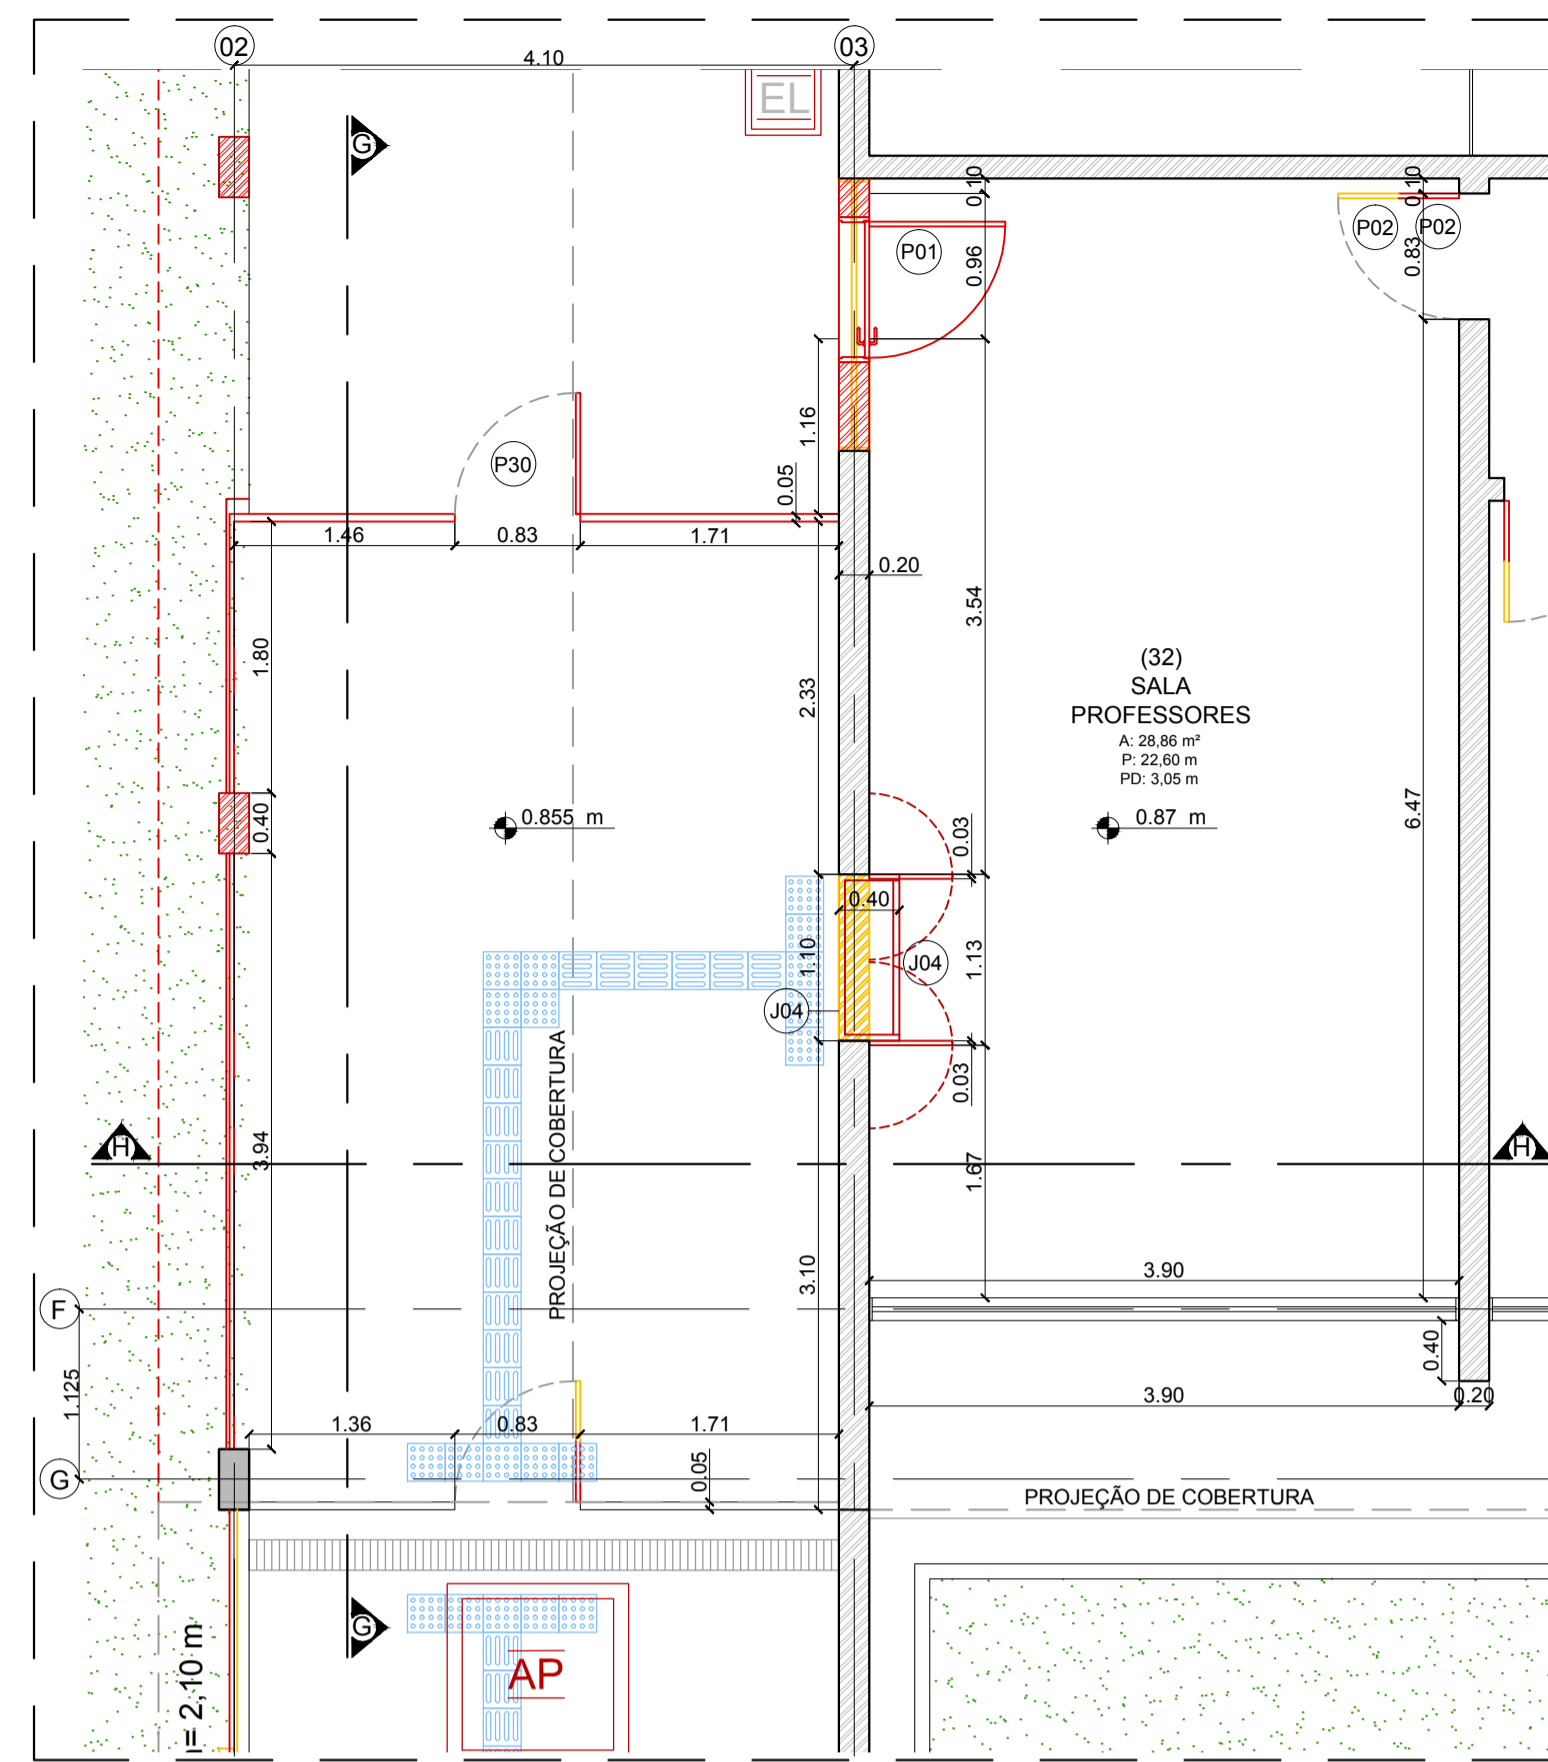 02
03
4.10
EL
G
0.10
0.10
P01
P02
P02
0.96
0.83
1.16
P30
0.05
1.46
0.83
1.71
0.20
3.54
1.80
2.33
(32)
SALA
PROFESSORES
A: 28,86 m²
P: 22,60 m
PD: 3,05 m
0.40
0.855 m
0.87 m
6.47
0.03
0.40
1.10
J04
1.13
J04
0.03
PROJEÇÃO DE COBERTURA
H
3.94
1.67
H
3.90
3.10
F
0.40
1.125
3.90
0.20
1.36
0.83
1.71
0.05
G
PROJEÇÃO DE COBERTURA
G
= 2,10 m
AP